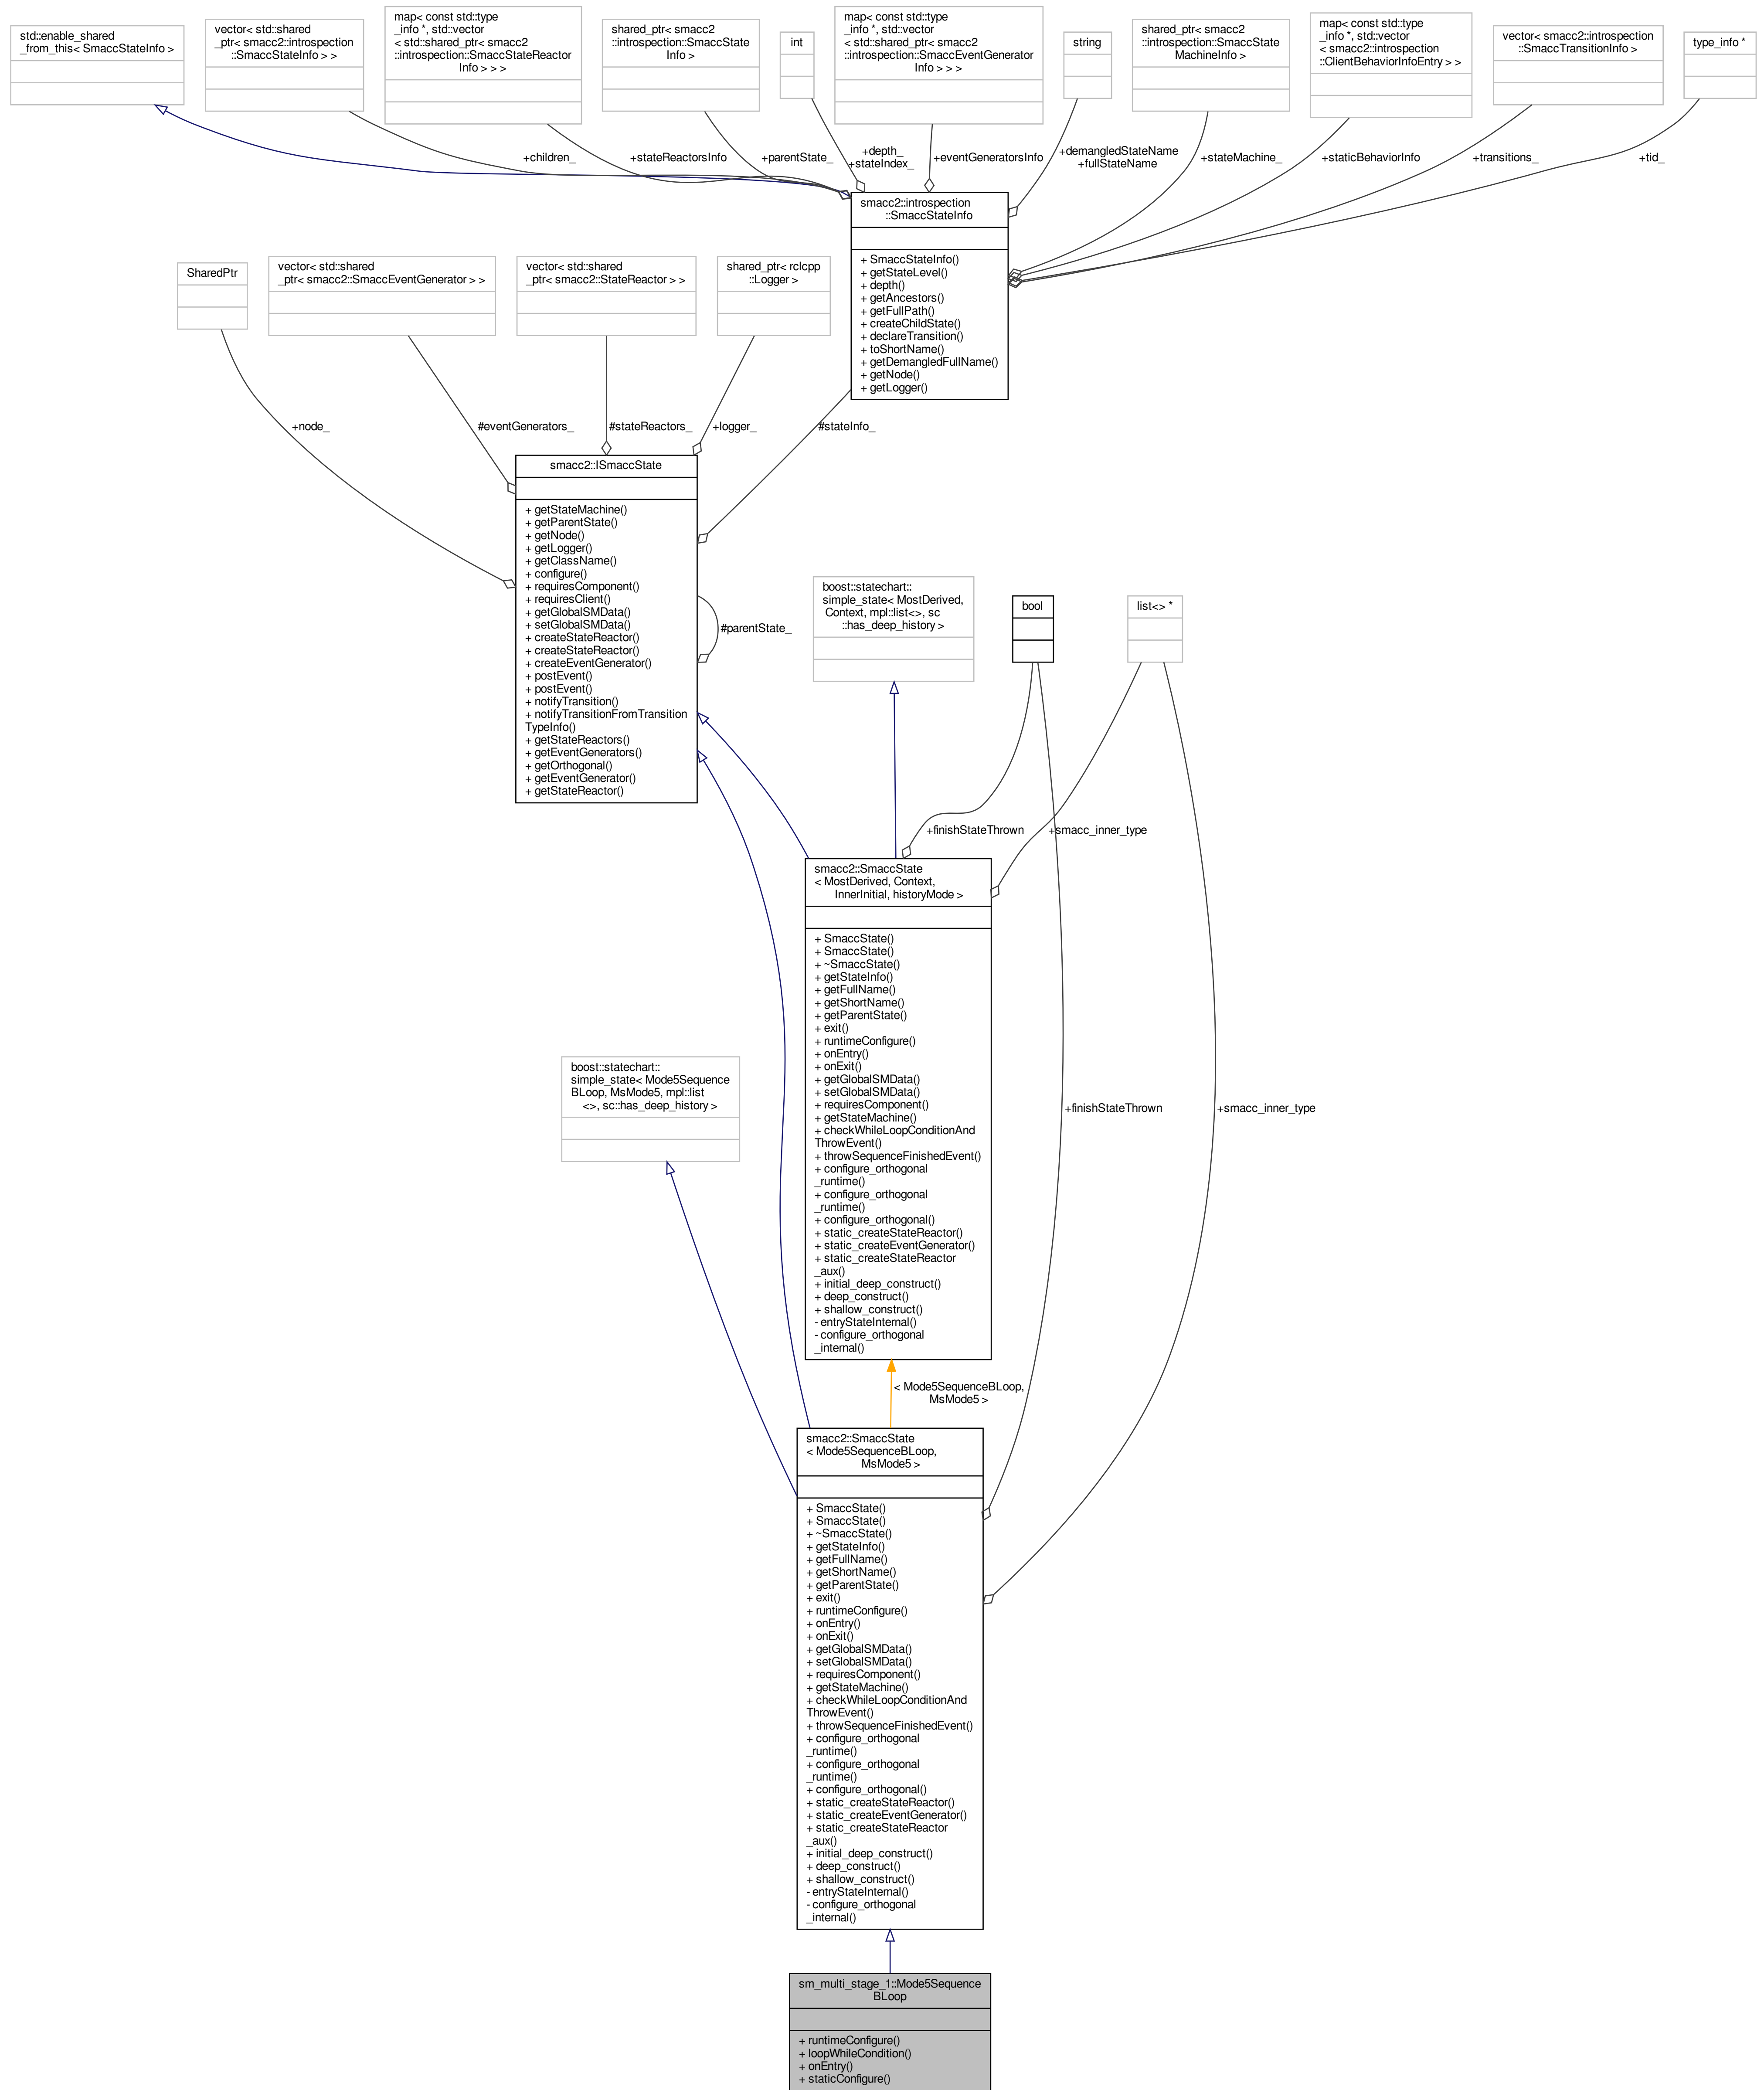 std::enable_shared
_from_this< SmaccStateInfo >
vector< std::shared
_ptr< smacc2::introspection
::SmaccStateInfo > >
map< const std::type
_info *, std::vector
< std::shared_ptr< smacc2
::introspection::SmaccStateReactor
Info > > >
shared_ptr< smacc2
::introspection::SmaccState
Info >
int
map< const std::type
_info *, std::vector
< std::shared_ptr< smacc2
::introspection::SmaccEventGenerator
Info > > >
string
shared_ptr< smacc2
::introspection::SmaccState
MachineInfo >
map< const std::type
_info *, std::vector
< smacc2::introspection
::ClientBehaviorInfoEntry > >
vector< smacc2::introspection
::SmaccTransitionInfo >
type_info *
+children_
+stateReactorsInfo
+parentState_
+depth_
+stateIndex_
+eventGeneratorsInfo
+demangledStateName
+fullStateName
+stateMachine_
+staticBehaviorInfo
+transitions_
+tid_
smacc2::introspection
::SmaccStateInfo
+ SmaccStateInfo()
+ getStateLevel()
+ depth()
+ getAncestors()
+ getFullPath()
+ createChildState()
+ declareTransition()
+ toShortName()
+ getDemangledFullName()
+ getNode()
+ getLogger()
SharedPtr
vector< std::shared
_ptr< smacc2::SmaccEventGenerator > >
vector< std::shared
_ptr< smacc2::StateReactor > >
shared_ptr< rclcpp
::Logger >
+node_
#eventGenerators_
#stateReactors_
+logger_
#stateInfo_
smacc2::ISmaccState
+ getStateMachine()
+ getParentState()
+ getNode()
+ getLogger()
+ getClassName()
+ configure()
+ requiresComponent()
+ requiresClient()
+ getGlobalSMData()
+ setGlobalSMData()
+ createStateReactor()
+ createStateReactor()
+ createEventGenerator()
+ postEvent()
+ postEvent()
+ notifyTransition()
+ notifyTransitionFromTransition
TypeInfo()
+ getStateReactors()
+ getEventGenerators()
+ getOrthogonal()
+ getEventGenerator()
+ getStateReactor()
#parentState_
boost::statechart::
simple_state< MostDerived,
Context, mpl::list<>, sc
::has_deep_history >
bool
list<> *
+finishStateThrown
+smacc_inner_type
smacc2::SmaccState
< MostDerived, Context,
InnerInitial, historyMode >
+ SmaccState()
+ SmaccState()
+ ~SmaccState()
+ getStateInfo()
+ getFullName()
+ getShortName()
+ getParentState()
+ exit()
+ runtimeConfigure()
+ onEntry()
+ onExit()
+ getGlobalSMData()
+ setGlobalSMData()
+ requiresComponent()
+ getStateMachine()
+ checkWhileLoopConditionAnd
ThrowEvent()
+ throwSequenceFinishedEvent()
+ configure_orthogonal
_runtime()
+ configure_orthogonal
_runtime()
+ configure_orthogonal()
+ static_createStateReactor()
+ static_createEventGenerator()
+ static_createStateReactor
_aux()
+ initial_deep_construct()
+ deep_construct()
+ shallow_construct()
- entryStateInternal()
- configure_orthogonal
_internal()
boost::statechart::
simple_state< Mode5Sequence
BLoop, MsMode5, mpl::list
<>, sc::has_deep_history >
+finishStateThrown
+smacc_inner_type
< Mode5SequenceBLoop,
MsMode5 >
smacc2::SmaccState
< Mode5SequenceBLoop,
MsMode5 >
+ SmaccState()
+ SmaccState()
+ ~SmaccState()
+ getStateInfo()
+ getFullName()
+ getShortName()
+ getParentState()
+ exit()
+ runtimeConfigure()
+ onEntry()
+ onExit()
+ getGlobalSMData()
+ setGlobalSMData()
+ requiresComponent()
+ getStateMachine()
+ checkWhileLoopConditionAnd
ThrowEvent()
+ throwSequenceFinishedEvent()
+ configure_orthogonal
_runtime()
+ configure_orthogonal
_runtime()
+ configure_orthogonal()
+ static_createStateReactor()
+ static_createEventGenerator()
+ static_createStateReactor
_aux()
+ initial_deep_construct()
+ deep_construct()
+ shallow_construct()
- entryStateInternal()
- configure_orthogonal
_internal()
sm_multi_stage_1::Mode5Sequence
BLoop
+ runtimeConfigure()
+ loopWhileCondition()
+ onEntry()
+ staticConfigure()